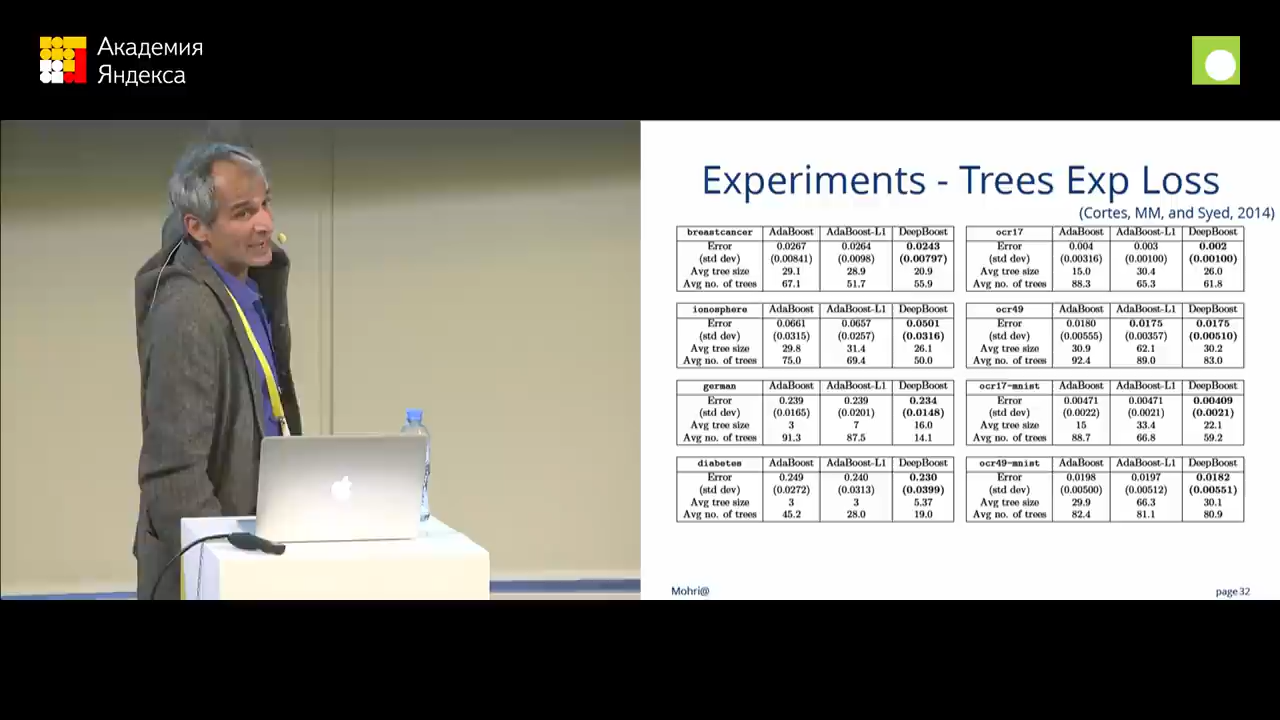 Академия
Яндекса
Experiments - Trees Exp Loss
(Cortes, MM, and Syed, 2014)
breastcancer AdaBoost AdaBoost-L1 DeepBoost
Error 0.0267 0.0264 0.0243
(std dev) (0.00841) (0.0098) (0.00797)
Avg tree size 29.1 28.9 20.9
Avg no. of trees 67.1 51.7 55.9
ionosphere AdaBoost AdaBoost-L1 DeepBoost
Error 0.0661 0.0657 0.0501
(std dev) (0.0315) (0.0257) (0.0316)
Avg tree size 29.8 31.4 26.1
Avg no. of trees 75.0 69.4 50.0
german AdaBoost AdaBoost-L1 DeepBoost
Error 0.239 0.239 0.234
(std dev) (0.0165) (0.0201) (0.0148)
Avg tree size 3 7 16.0
Avg no. of trees 91.3 87.5 14.1
diabetes AdaBoost AdaBoost-L1 DeepBoost
Error 0.249 0.240 0.230
(std dev) (0.0272) (0.0313) (0.0399)
Avg tree size 3 3 5.37
Avg no. of trees 45.2 28.0 19.0
ocr17 AdaBoost AdaBoost-L1 DeepBoost
Error 0.004 0.003 0.002
(std dev) (0.00316) (0.00100) (0.00100)
Avg tree size 15.0 30.4 26.0
Avg no. of trees 88.3 65.3 61.8
ocr49 AdaBoost AdaBoost-L1 DeepBoost
Error 0.0180 0.0175 0.0175
(std dev) (0.00555) (0.00357) (0.00510)
Avg tree size 30.9 62.1 30.2
Avg no. of trees 92.4 89.0 83.0
ocr17-mnist AdaBoost AdaBoost-L1 DeepBoost
Error 0.00471 0.00471 0.00409
(std dev) (0.0022) (0.0021) (0.0021)
Avg tree size 15 33.4 22.1
Avg no. of trees 88.7 66.8 59.2
ocr49-mnist AdaBoost AdaBoost-L1 DeepBoost
Error 0.0198 0.0197 0.0182
(std dev) (0.00500) (0.00512) (0.00551)
Avg tree size 29.9 66.3 30.1
Avg no. of trees 82.4 81.1 80.9
Mohri@ page 32